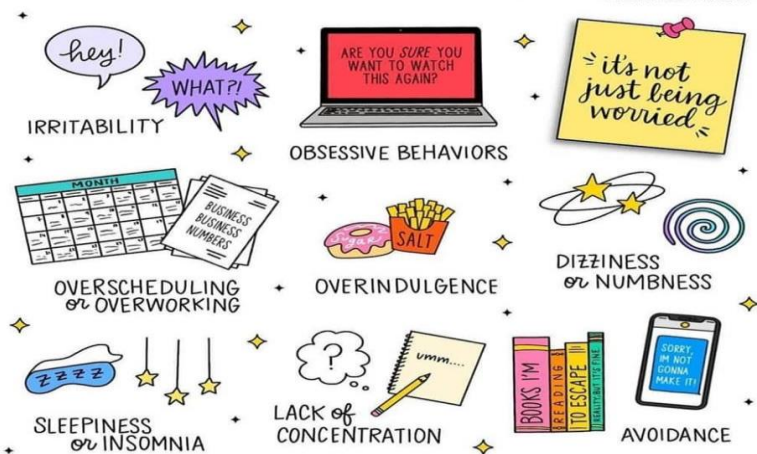 hey!
WHAT?!
IRRITABILITY
ARE YOU SURE YOU
WANT TO WATCH
THIS AGAIN?
OBSESSIVE BEHAVIORS
it's not
just being
worried
MONTH
BUSINESS
BUSINESS
NUMBERS
OVERSCHEDULING
or OVERWORKING
Sugar
SALT
OVERINDULGENCE
DIZZINESS
or NUMBNESS
ZZZZ
SLEEPINESS
or INSOMNIA
?
umm....
LACK of
CONCENTRATION
BOOKS I'M
READING
TO ESCAPE
REALITY, BUT IT'S FINE
SORRY,
IM NOT
GONNA
MAKE IT!
AVOIDANCE